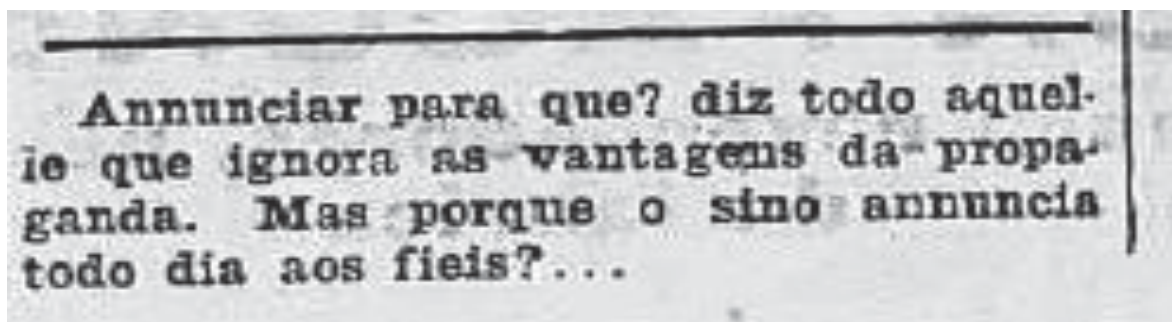 Annunciar para que? diz todo aquel-
le que ignora as vantagens da propa-
ganda. Mas porque o sino annuncia
todo dia aos fieis?...